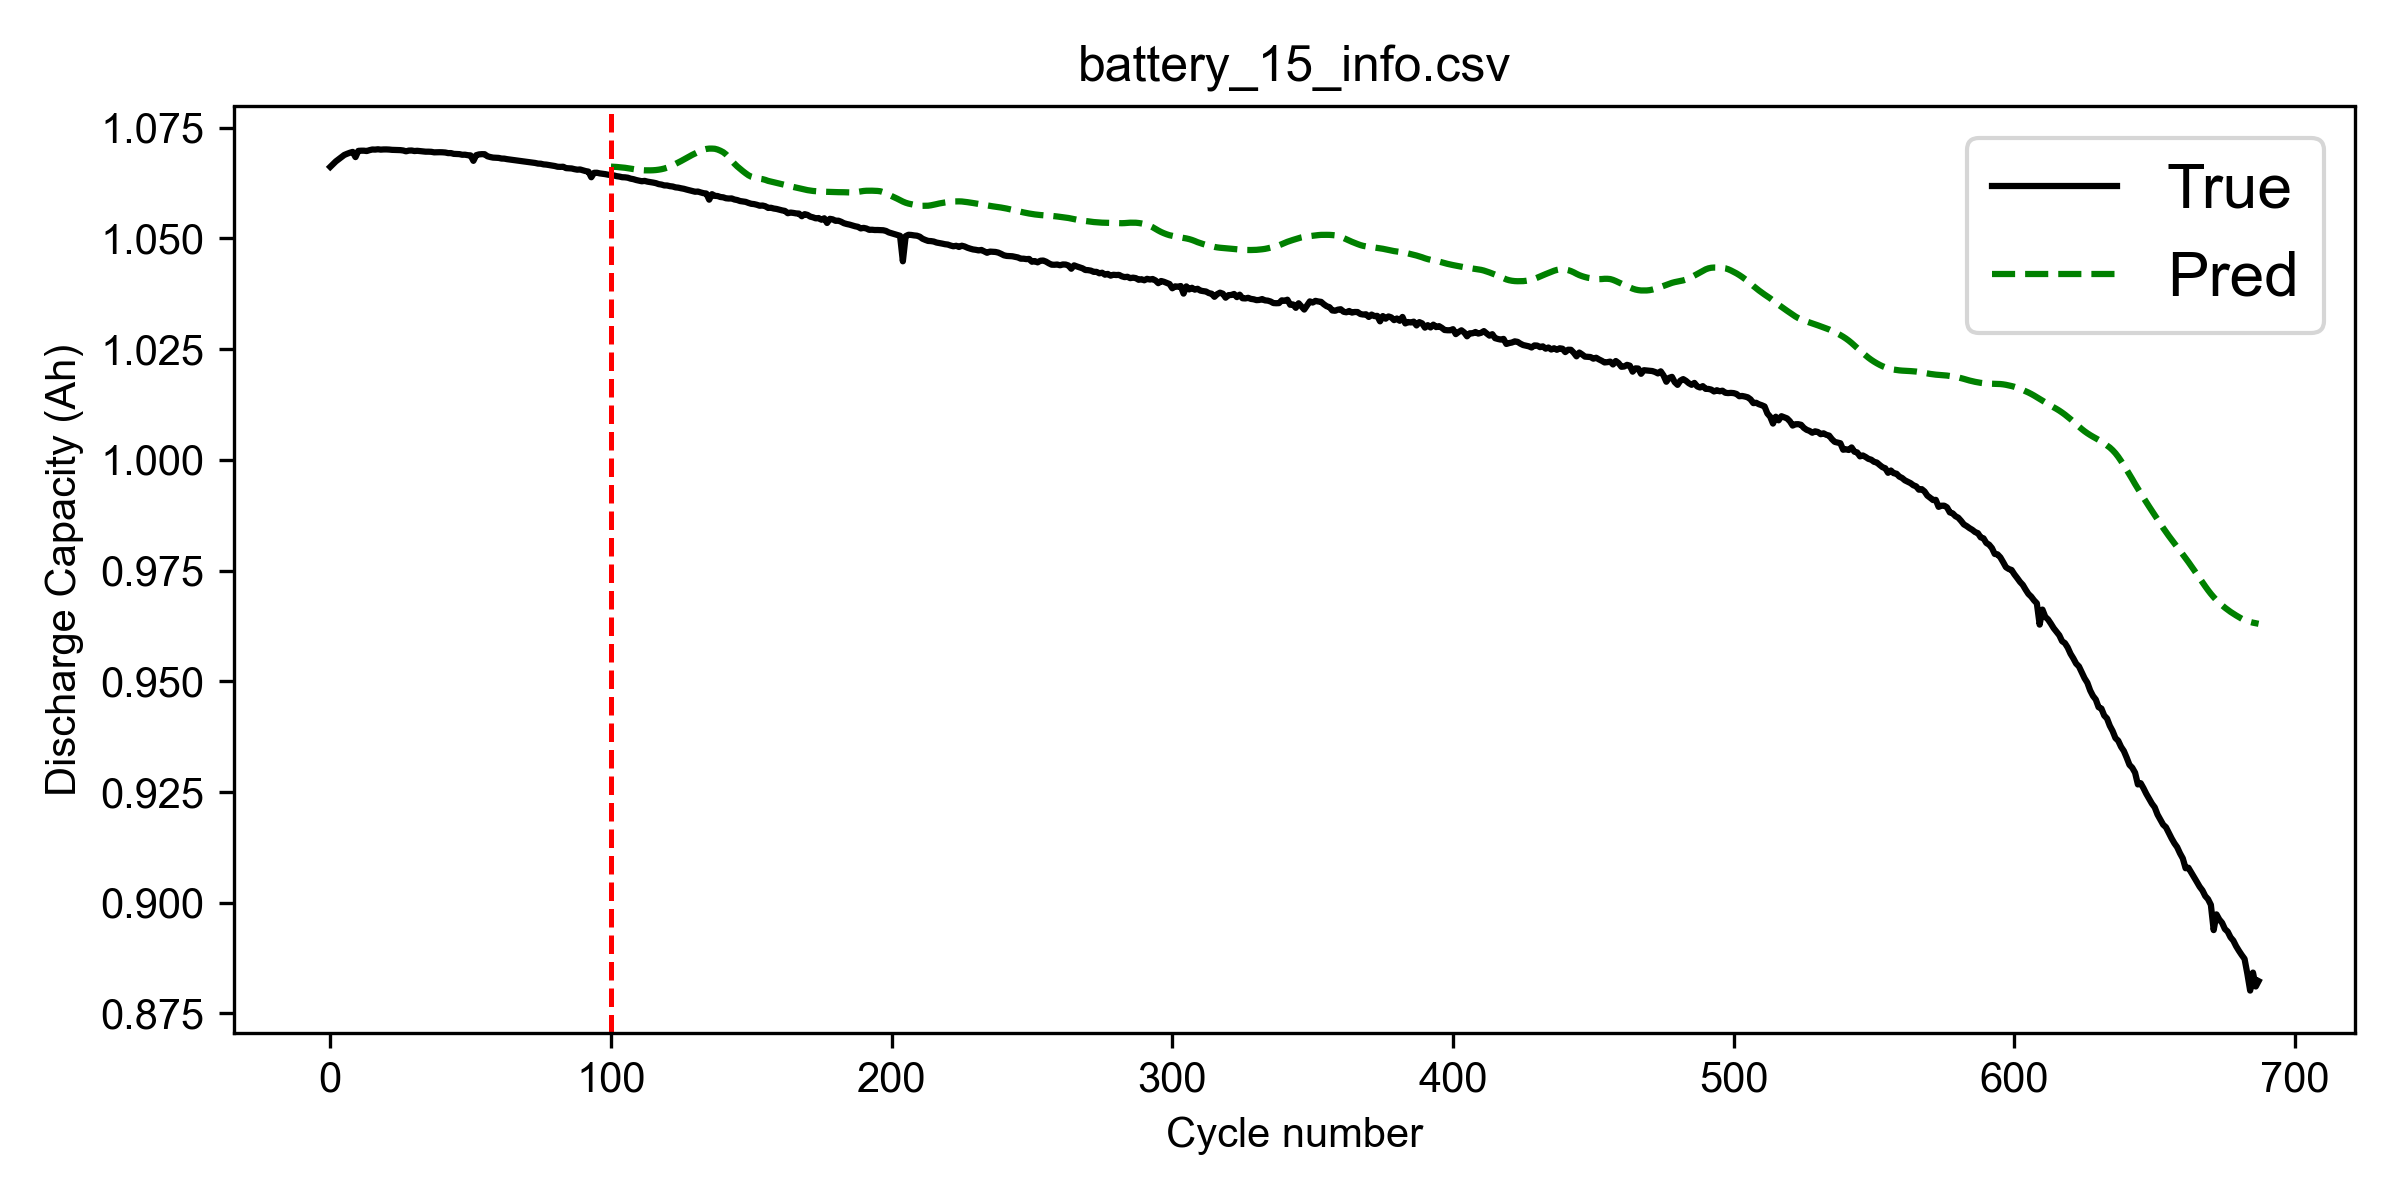 battery_15_info.csv
1.075
1.050
1.025
1.000
0.975
0.950
0.925
0.900
0.875
Discharge Capacity (Ah)
True
Pred
0 100 200 300 400 500 600 700
Cycle number